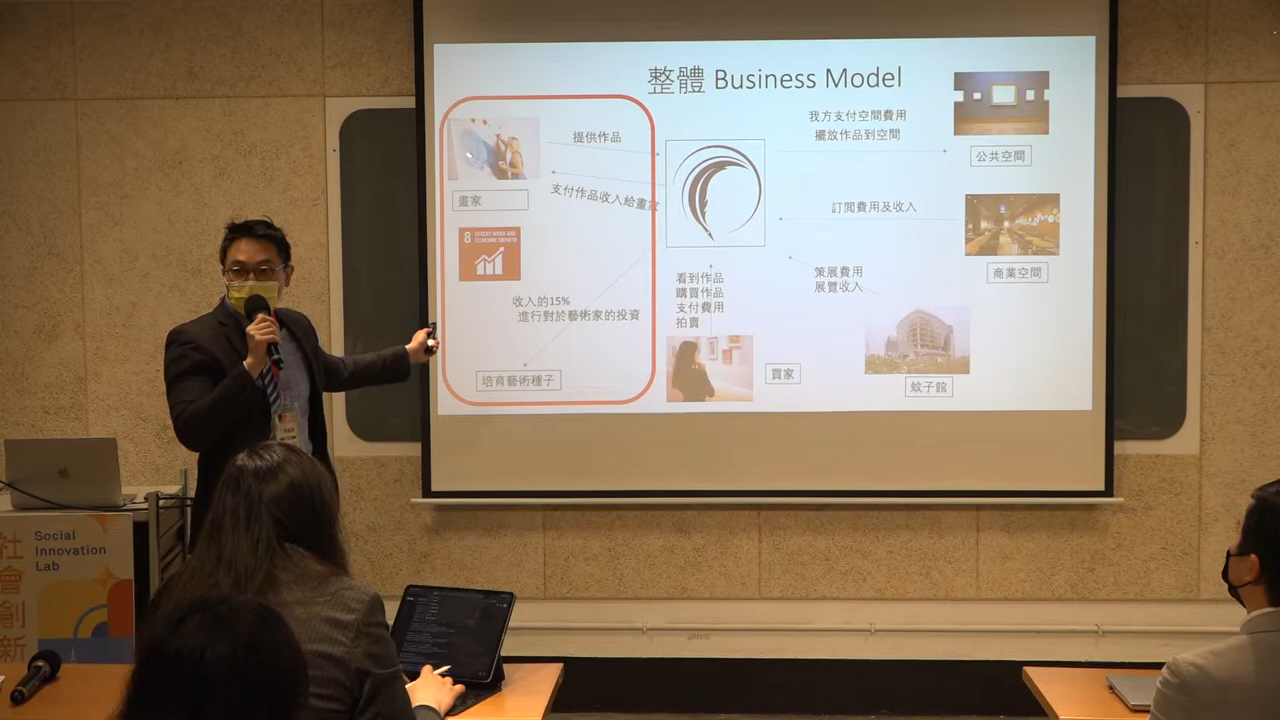 整體 Business Model
提供作品
支付作品收入給畫家
畫家
8 DECENT WORK AND
ECONOMIC GROWTH
收入的15%
進行對於藝術家的投資
培育藝術種子
我方支付空間費用
擺放作品到空間
公共空間
訂閱費用及收入
商業空間
策展費用
展覽收入
蚊子館
看到作品
購買作品
支付費用
拍賣
買家
Social
Innovation
Lab
社會創新